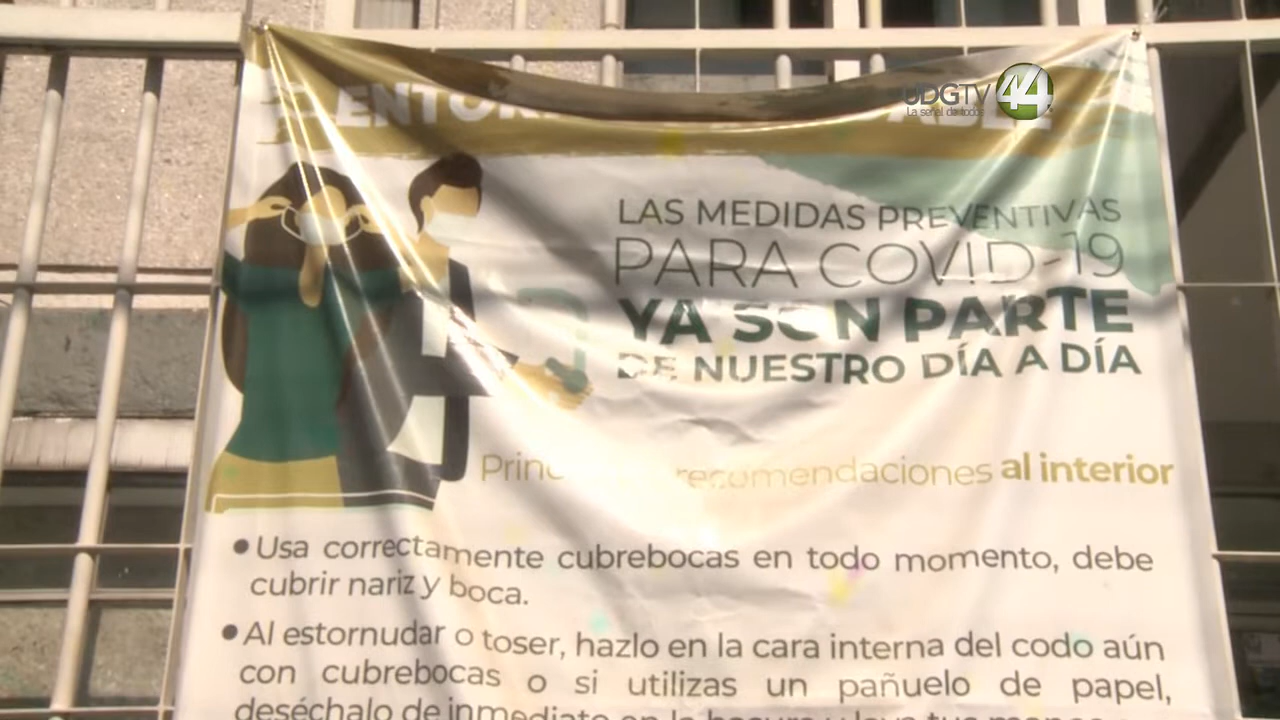 UDGTV 44
La señal de todos
LAS MEDIDAS PREVENTIVAS
PARA COVID-19
YA SON PARTE
DE NUESTRO DÍA A DÍA
recomendaciones al interior
• Usa correctamente cubrebocas en todo momento, debe
cubrir nariz y boca.
• Al estornudar o toser, hazlo en la cara interna del codo aún
con cubrebocas o si utilizas un pañuelo de papel,
deséchalo de inmediato en la basura y lava tus manos